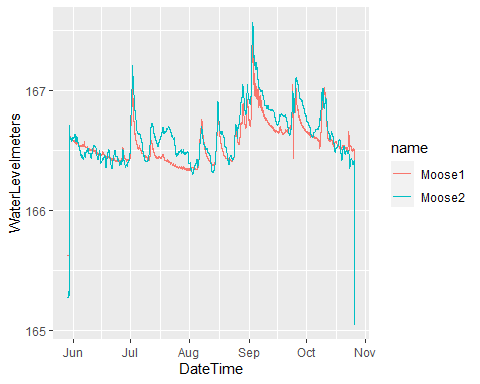 167
166
165
WaterLevelmeters
Jun Jul Aug Sep Oct Nov
DateTime
name
Moose1
Moose2